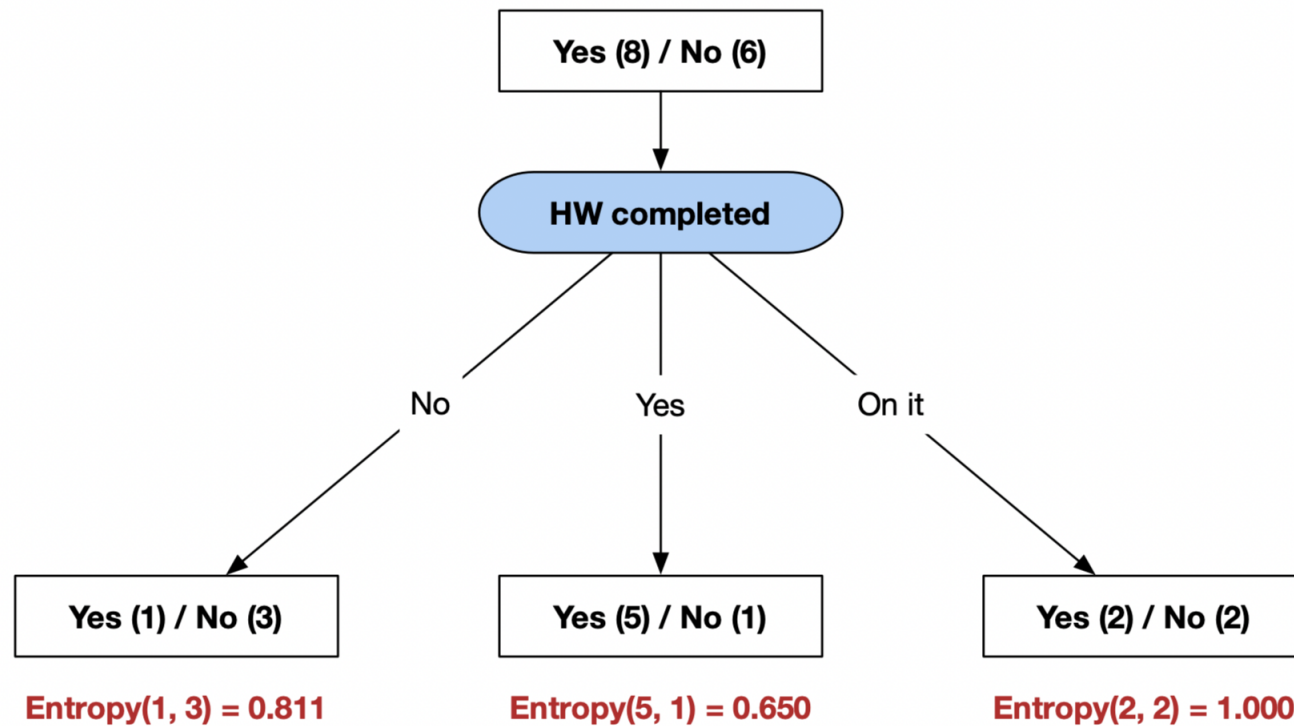 Yes (8) / No (6)
HW completed
No
Yes
On it
Yes (1) / No (3)
Yes (5) / No (1)
Yes (2) / No (2)
Entropy(1, 3) = 0.811
Entropy(5, 1) = 0.650
Entropy(2, 2) = 1.000